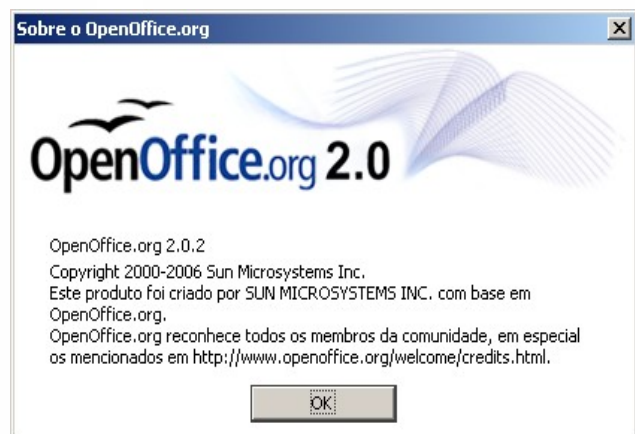 Sobre o OpenOffice.org
OpenOffice.org 2.0
OpenOffice.org 2.0.2
Copyright 2000-2006 Sun Microsystems Inc.
Este produto foi criado por SUN MICROSYSTEMS INC. com base em
OpenOffice.org.
OpenOffice.org reconhece todos os membros da comunidade, em especial
os mencionados em http://www.openoffice.org/welcome/credits.html.
OK